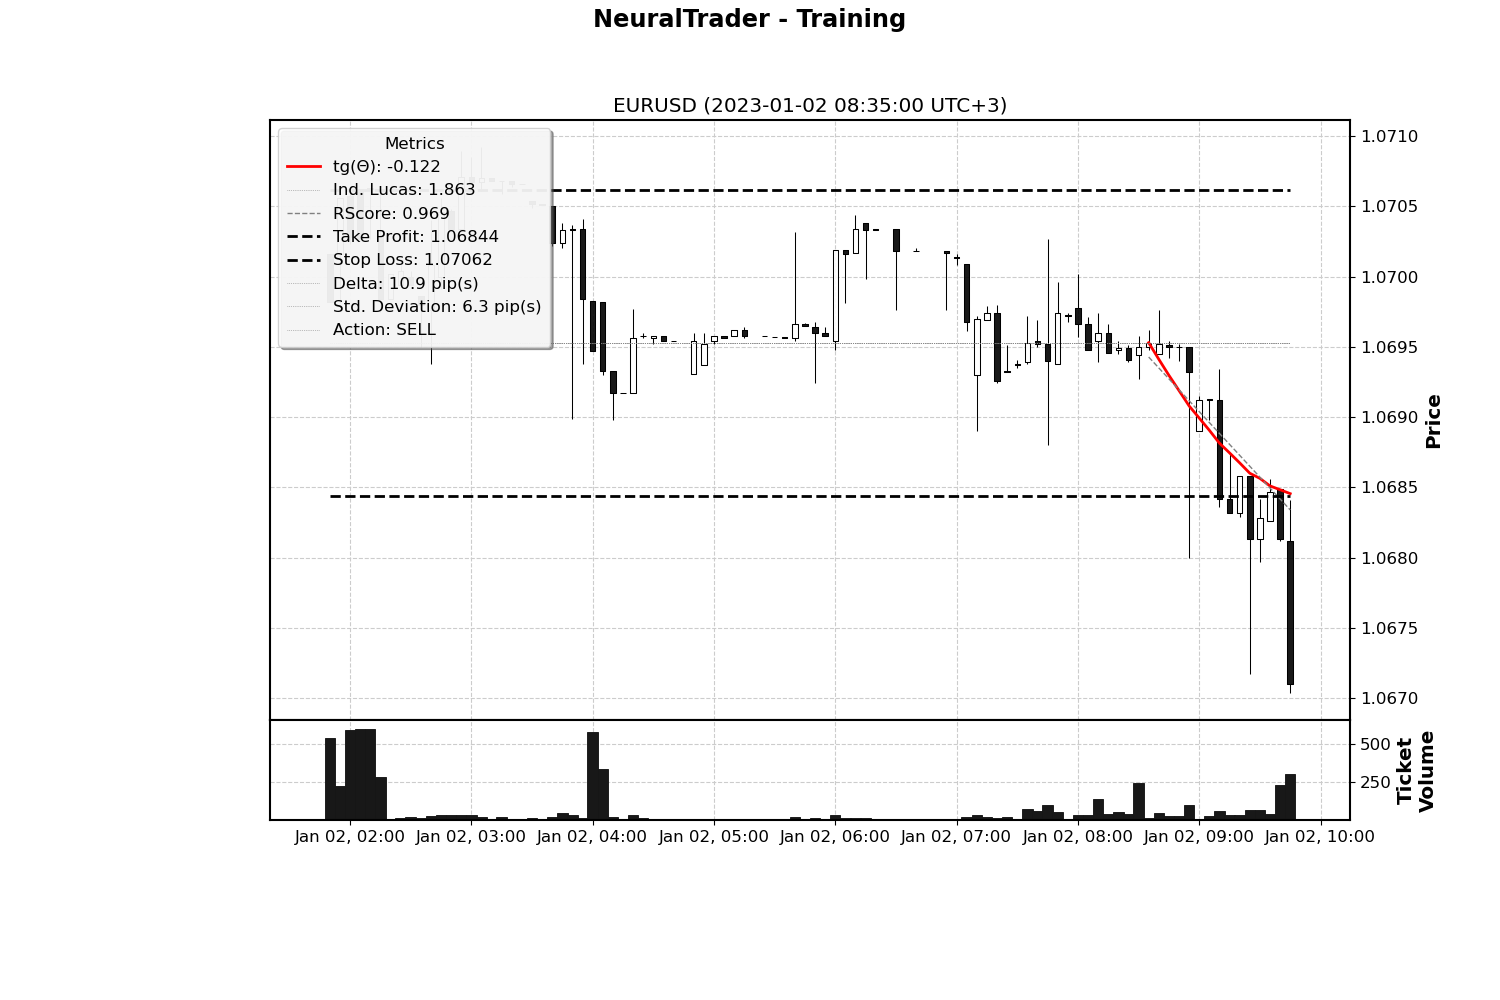 NeuralTrader - Training
EURUSD (2023-01-02 08:35:00 UTC+3)
Metrics
tg(Θ): -0.122
Ind. Lucas: 1.863
RScore: 0.969
Take Profit: 1.06844
Stop Loss: 1.07062
Delta: 10.9 pip(s)
Std. Deviation: 6.3 pip(s)
Action: SELL
1.0710
1.0705
1.0700
1.0695
1.0690
1.0685
1.0680
1.0675
1.0670
Price
500
250
Ticket
Volume
Jan 02, 02:00
Jan 02, 03:00
Jan 02, 04:00
Jan 02, 05:00
Jan 02, 06:00
Jan 02, 07:00
Jan 02, 08:00
Jan 02, 09:00
Jan 02, 10:00